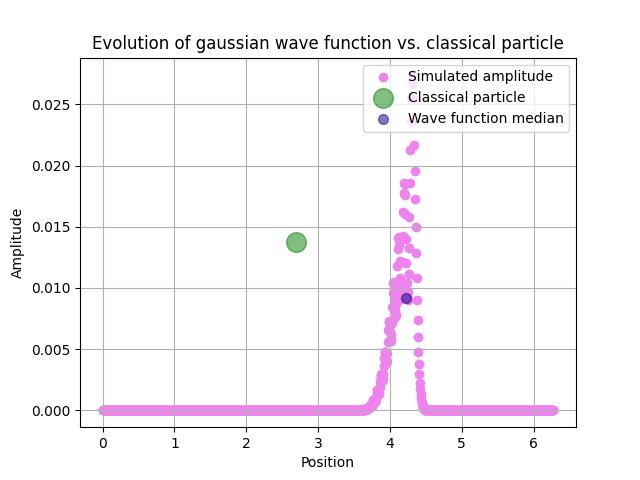 Evolution of gaussian wave function vs. classical particle
Simulated amplitude
Classical particle
Wave function median
Amplitude
0.025
0.020
0.015
0.010
0.005
0.000
0 1 2 3 4 5 6
Position